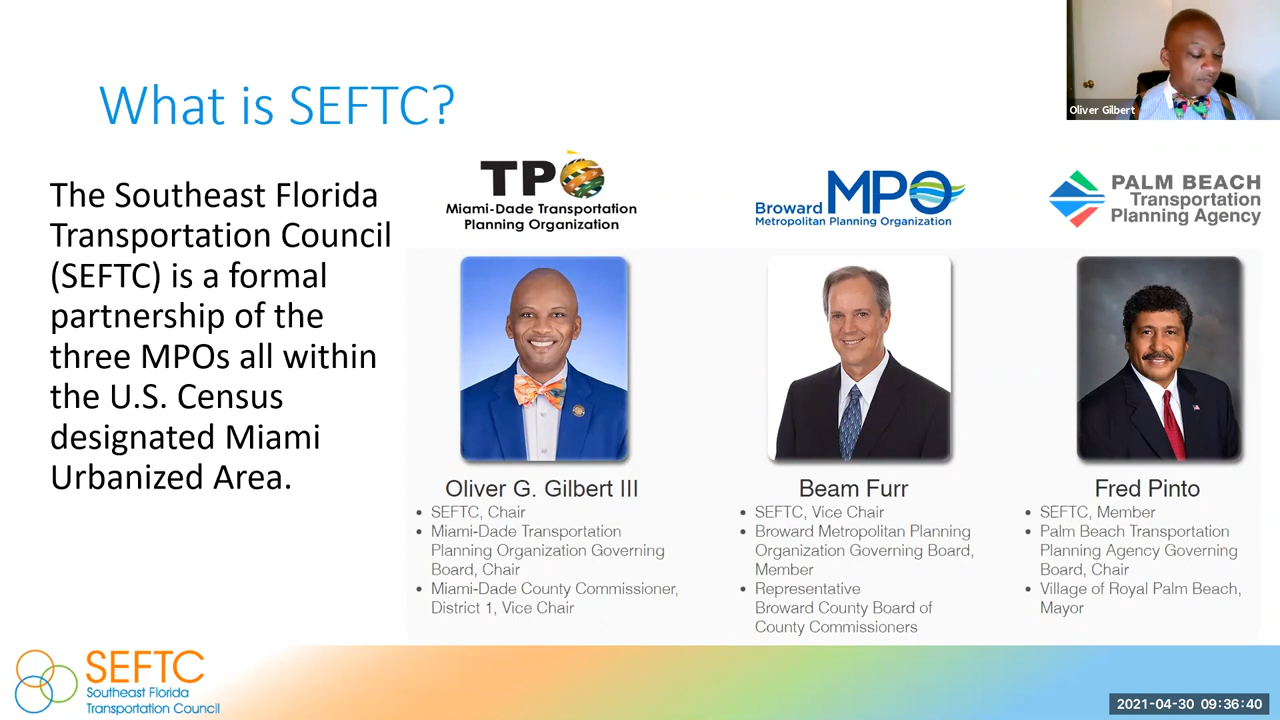 What is SEFTC?
Oliver Gilbert
The Southeast Florida
Transportation Council
(SEFTC) is a formal
partnership of the
three MPOs all within
the U.S. Census
designated Miami
Urbanized Area.
TPO
Miami-Dade Transportation
Planning Organization
Broward MPO
Metropolitan Planning Organization
PALM BEACH
Transportation
Planning Agency
Oliver G. Gilbert III
• SEFTC, Chair
• Miami-Dade Transportation
Planning Organization Governing
Board, Chair
• Miami-Dade County Commissioner,
District 1, Vice Chair
Beam Furr
• SEFTC, Vice Chair
• Broward Metropolitan Planning
Organization Governing Board,
Member
• Representative
Broward County Board of
County Commissioners
Fred Pinto
• SEFTC, Member
• Palm Beach Transportation
Planning Agency Governing
Board, Chair
• Village of Royal Palm Beach,
Mayor
SEFTC
Southeast Florida
Transportation Council
2021-04-30 09:36:40